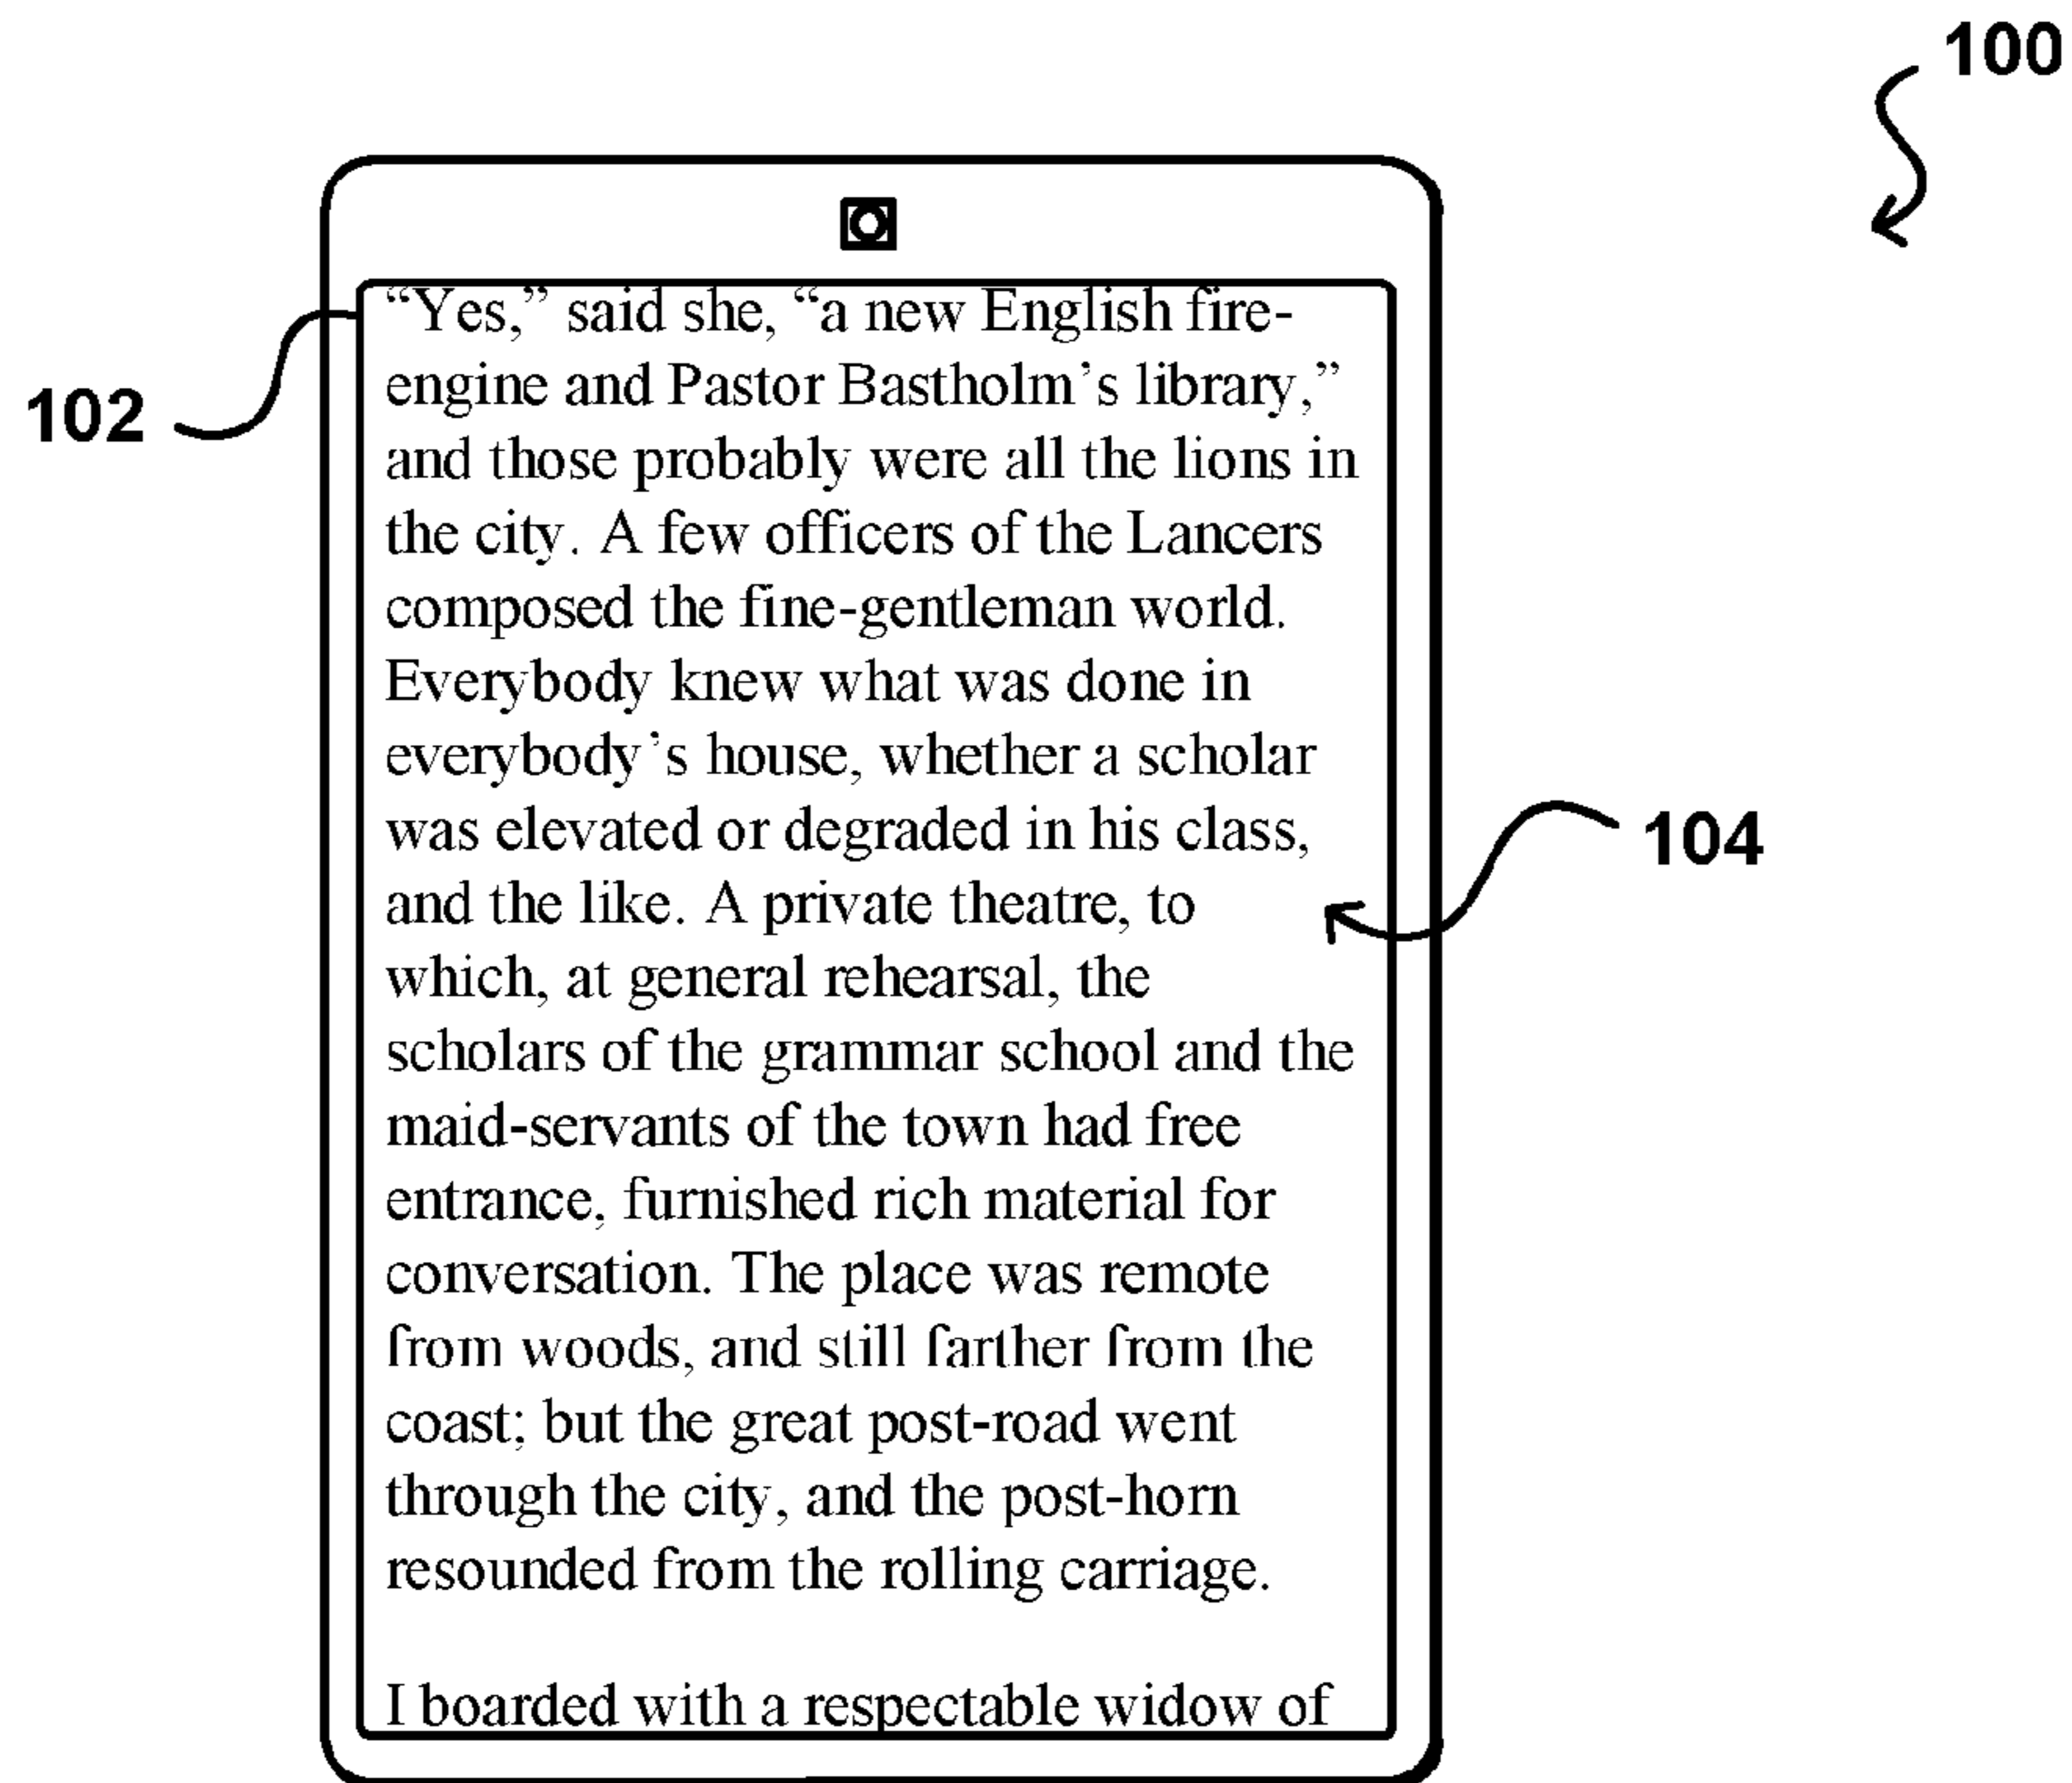 100
“Yes,” said she, “a new English fire-
engine and Pastor Bastholm’s library,”
102
and those probably were all the lions in
the city. A few officers of the Lancers
composed the fine-gentleman world.
Everybody knew what was done in
everybody’s house, whether a scholar
was elevated or degraded in his class,
104
and the like. A private theatre, to
which, at general rehearsal, the
scholars of the grammar school and the
maid-servants of the town had free
entrance, furnished rich material for
conversation. The place was remote
from woods, and still farther from the
coast; but the great post-road went
through the city, and the post-horn
resounded from the rolling carriage.
I boarded with a respectable widow of